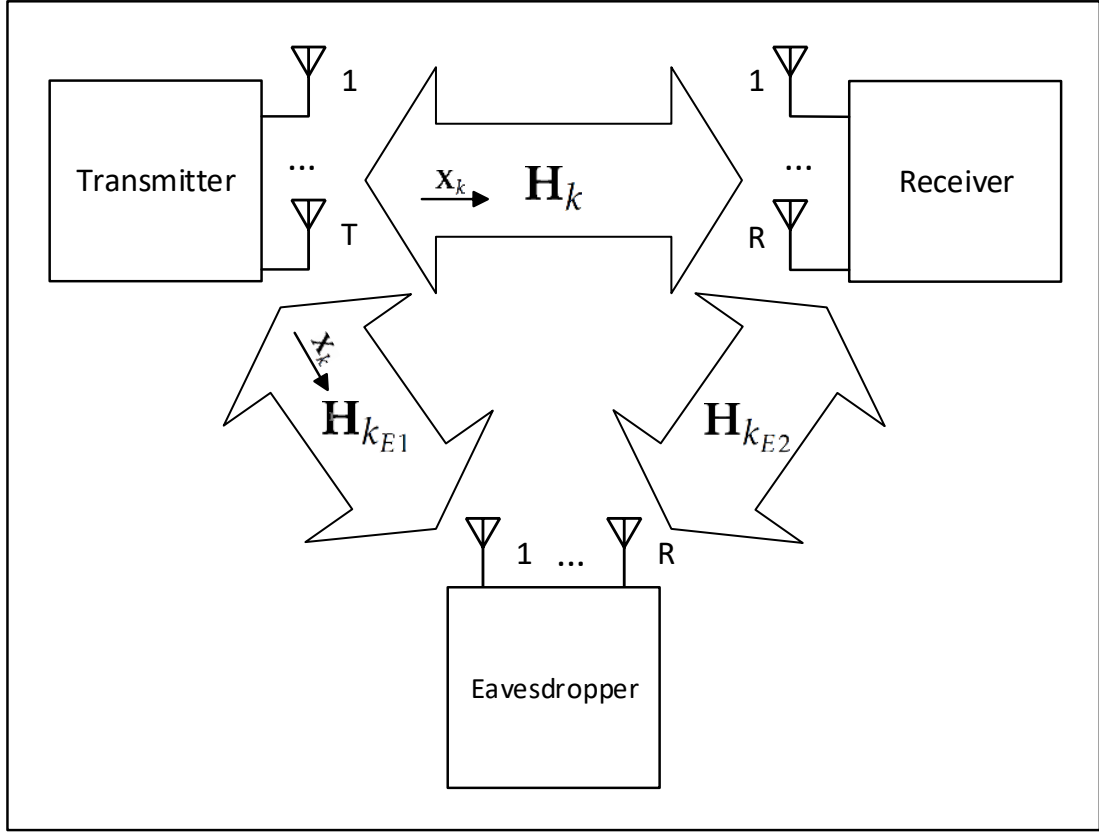 1
1
...
...
Transmitter
x_k
H_k
Receiver
T
R
x_k
H_{k_{E1}}
H_{k_{E2}}
1 ... R
Eavesdropper